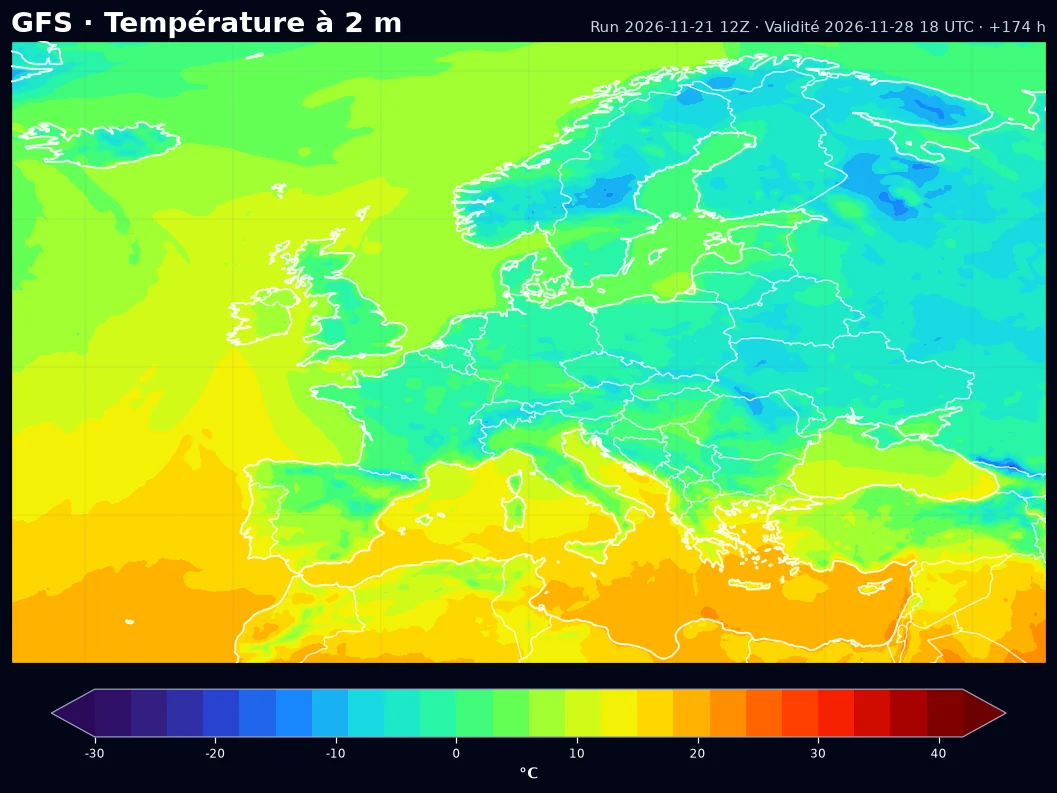 GFS · Température à 2 m
Run 2026-11-21 12Z · Validité 2026-11-28 18 UTC · +174 h
-30 -20 -10 0 10 20 30 40
°C